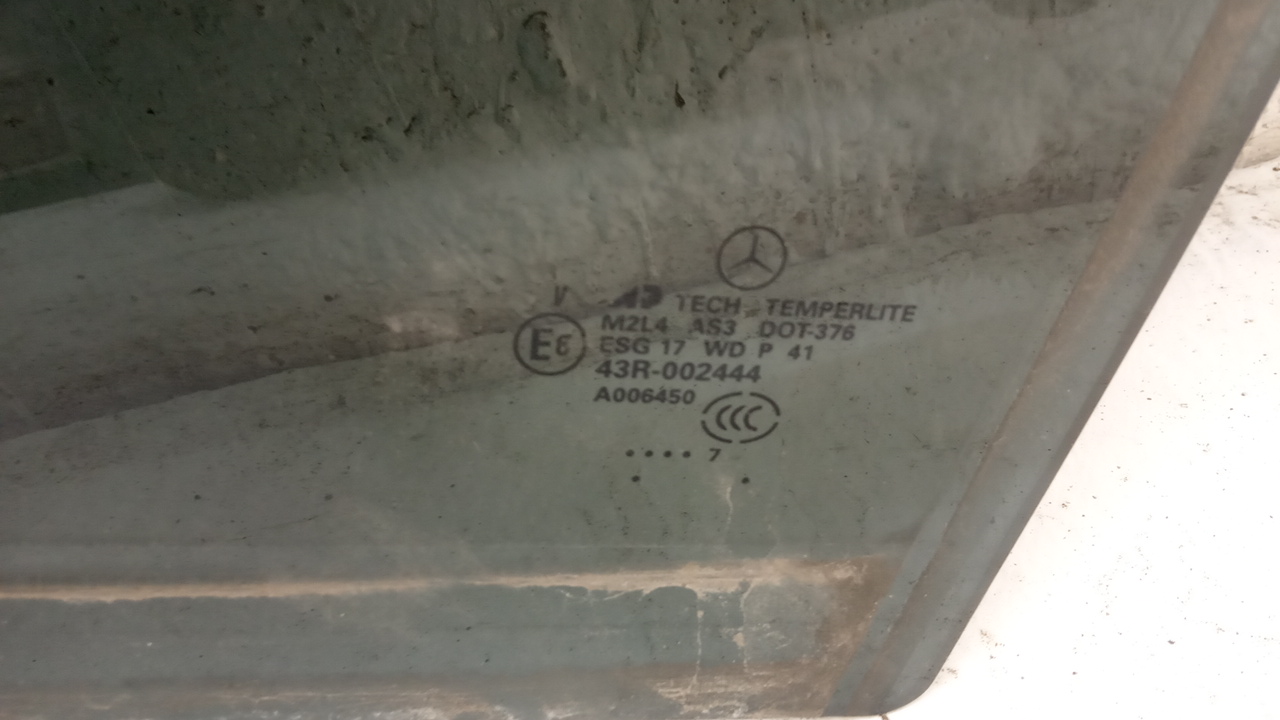 TECH TEMPERLITE
M2L4 AS3 DOT-376
E6 ESG 17 WD P 41
43R-002444
A006450
CCC
•••• 7
• •